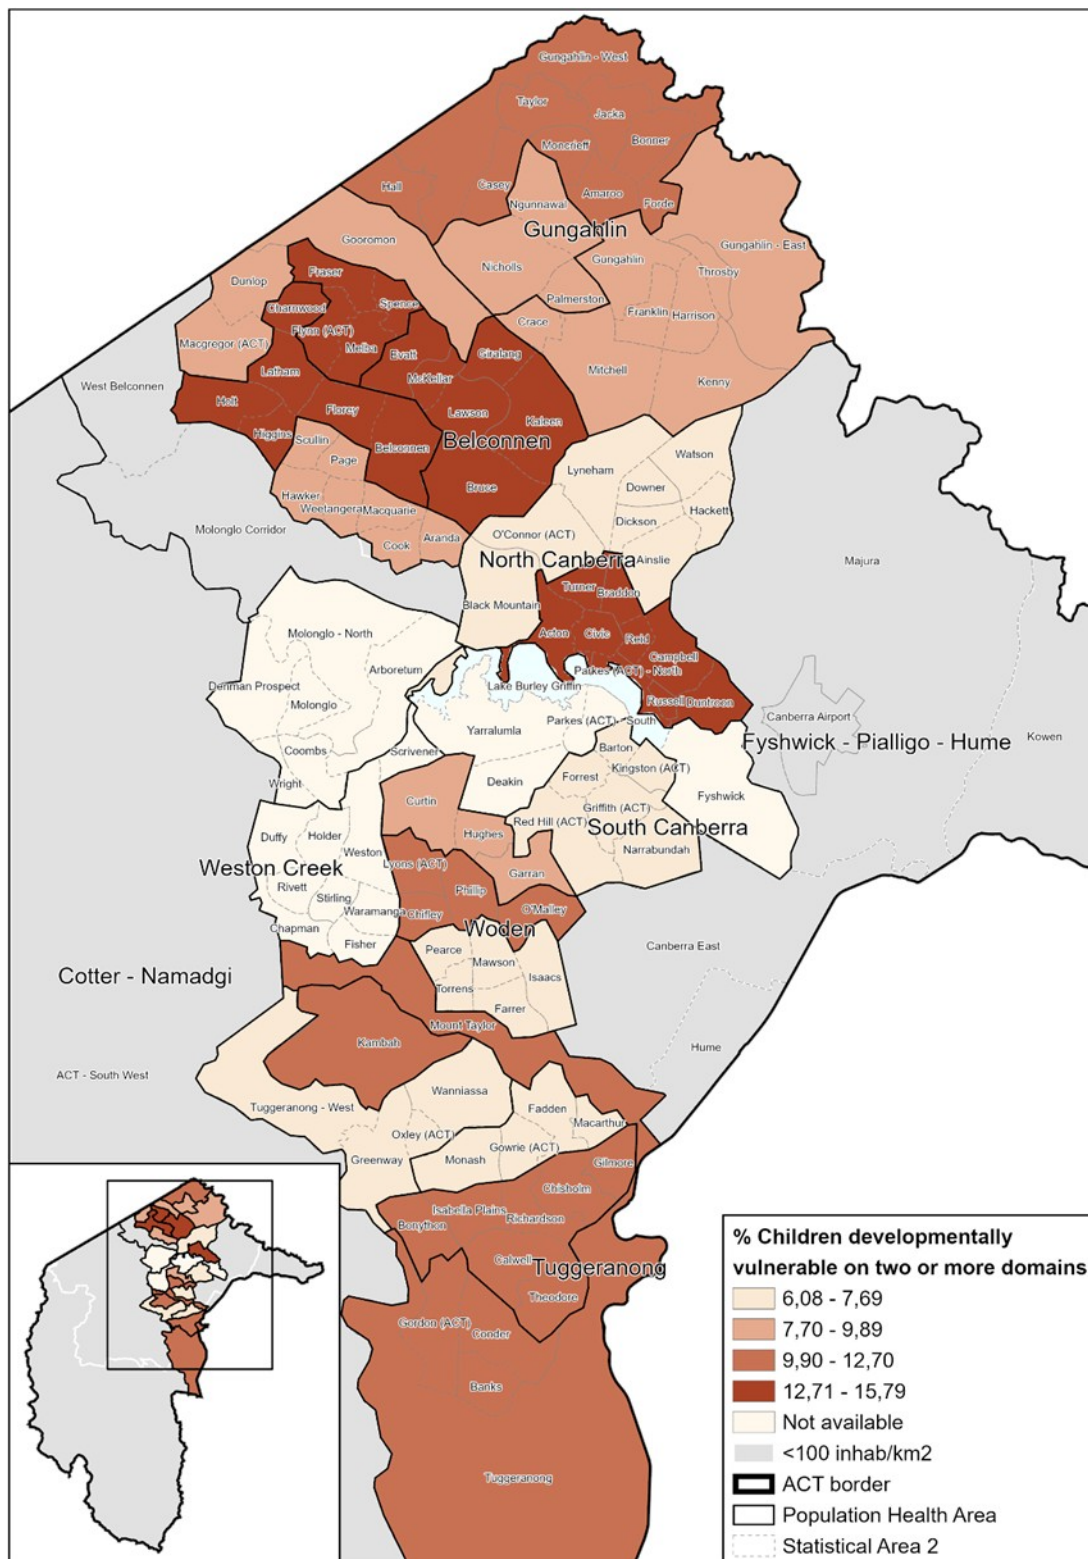 Gungahlin - West
Taylor
Jacka
Moncrieff
Bonner
Hall
Casey
Amaroo
Ngunnawal
Forde
Gungahlin
Gooromon
Gungahlin - East
Gungahlin
Nicholls
Throsby
Fraser
Dunlop
Palmerston
Charnwood
Spence
Crace
Franklin
Harrison
Flynn (ACT)
Macgregor (ACT)
Melba
Evatt
Giralang
Latham
McKellar
Mitchell
Kenny
West Belconnen
Holt
Florey
Lawson
Kaleen
Higgins
Scullin
Belconnen
Belconnen
Page
Watson
Lyneham
Bruce
Downer
Hawker
Weetangera
Macquarie
Hackett
Dickson
Molonglo Corridor
Cook
Aranda
O'Connor (ACT)
North Canberra
Ainslie
Majura
Turner
Braddon
Black Mountain
Molonglo - North
Acton
Civic
Reid
Campbell
Arboretum
Parkes (ACT) - North
Denman Prospect
Lake Burley Griffin
Russell
Duntroon
Molonglo
Canberra Airport
Parkes (ACT) - South
Yarralumla
Kowen
Fyshwick - Pialligo - Hume
Coombs
Scrivener
Barton
Kingston (ACT)
Wright
Deakin
Forrest
Fyshwick
Curtin
Griffith (ACT)
Red Hill (ACT)
South Canberra
Duffy
Holder
Hughes
Narrabundah
Weston
Weston Creek
Lyons (ACT)
Garran
Rivett
Phillip
Stirling
Waramanga
Chifley
O'Malley
Chapman
Woden
Fisher
Pearce
Canberra East
Mawson
Isaacs
Cotter - Namadgi
Torrens
Farrer
Mount Taylor
Kambah
Hume
ACT - South West
Wanniassa
Tuggeranong - West
Fadden
Macarthur
Oxley (ACT)
Gowrie (ACT)
Greenway
Monash
Gilmore
Chisholm
Isabella Plains
Richardson
Bonython
Calwell
Tuggeranong
Theodore
Gordon (ACT)
Conder
Banks
Tuggeranong
% Children developmentally
vulnerable on two or more domains
6,08 - 7,69
7,70 - 9,89
9,90 - 12,70
12,71 - 15,79
Not available
<100 inhab/km2
ACT border
Population Health Area
Statistical Area 2